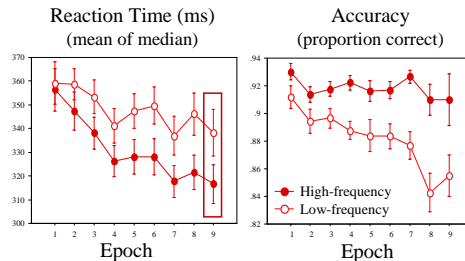 Reaction Time (ms)
(mean of median)
370
360
350
340
330
320
310
300
1 2 3 4 5 6 7 8 9
Epoch
Accuracy
(proportion correct)
.94
.92
.90
.88
.86
.84
.82
High-frequency
Low-frequency
1 2 3 4 5 6 7 8 9
Epoch